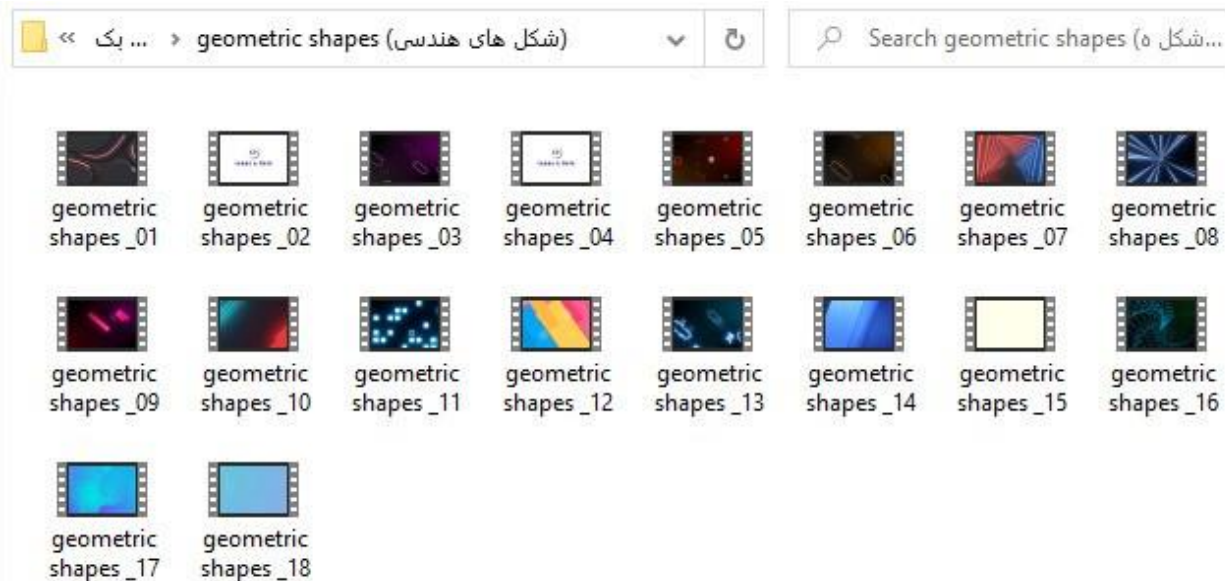 « بک ... › geometric shapes (شکل های هندسی)
Search geometric shapes (شکل ه...
geometric shapes _01
geometric shapes _02
geometric shapes _03
geometric shapes _04
geometric shapes _05
geometric shapes _06
geometric shapes _07
geometric shapes _08
geometric shapes _09
geometric shapes _10
geometric shapes _11
geometric shapes _12
geometric shapes _13
geometric shapes _14
geometric shapes _15
geometric shapes _16
geometric shapes _17
geometric shapes _18